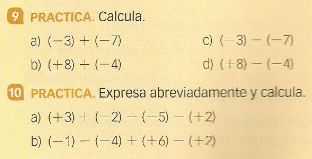 9 PRACTICA. Calcula.
a) (−3) + (−7) c) (−3) − (−7)
b) (+8) + (−4) d) (+8) − (−4)
10 PRACTICA. Expresa abreviadamente y calcula.
a) (+3) + (−2) − (−5) − (+2)
b) (−1) − (−4) + (+6) − (+2)